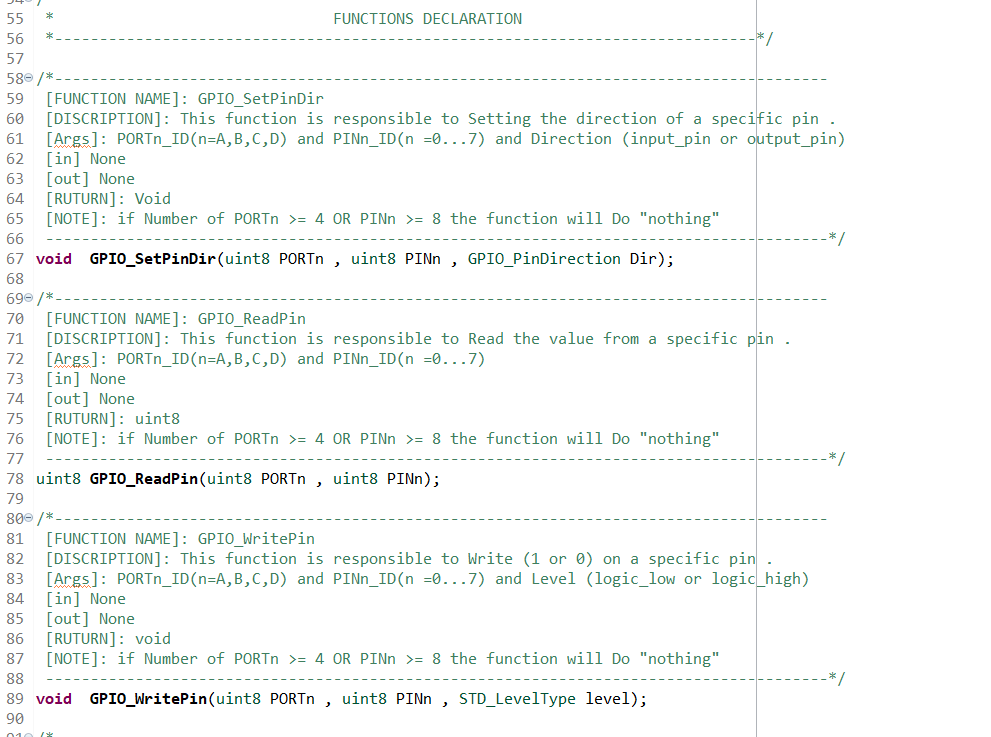 55  *                               FUNCTIONS DECLARATION
56  *------------------------------------------------------------------------------*/
57
58 /*--------------------------------------------------------------------------------------
59  [FUNCTION NAME]: GPIO_SetPinDir
60  [DISCRIPTION]: This function is responsible to Setting the direction of a specific pin .
61  [Args]: PORTn_ID(n=A,B,C,D) and PINn_ID(n =0...7) and Direction (input_pin or output_pin)
62  [in] None
63  [out] None
64  [RUTURN]: Void
65  [NOTE]: if Number of PORTn >= 4 OR PINn >= 8 the function will Do "nothing"
66  ---------------------------------------------------------------------------------------*/
67 void  GPIO_SetPinDir(uint8 PORTn , uint8 PINn , GPIO_PinDirection Dir);
68
69 /*--------------------------------------------------------------------------------------
70  [FUNCTION NAME]: GPIO_ReadPin
71  [DISCRIPTION]: This function is responsible to Read the value from a specific pin .
72  [Args]: PORTn_ID(n=A,B,C,D) and PINn_ID(n =0...7)
73  [in] None
74  [out] None
75  [RUTURN]: uint8
76  [NOTE]: if Number of PORTn >= 4 OR PINn >= 8 the function will Do "nothing"
77  ---------------------------------------------------------------------------------------*/
78 uint8 GPIO_ReadPin(uint8 PORTn , uint8 PINn);
79
80 /*--------------------------------------------------------------------------------------
81  [FUNCTION NAME]: GPIO_WritePin
82  [DISCRIPTION]: This function is responsible to Write (1 or 0) on a specific pin .
83  [Args]: PORTn_ID(n=A,B,C,D) and PINn_ID(n =0...7) and Level (logic_low or logic_high)
84  [in] None
85  [out] None
86  [RUTURN]: void
87  [NOTE]: if Number of PORTn >= 4 OR PINn >= 8 the function will Do "nothing"
88  ---------------------------------------------------------------------------------------*/
89 void  GPIO_WritePin(uint8 PORTn , uint8 PINn , STD_LevelType level);
90